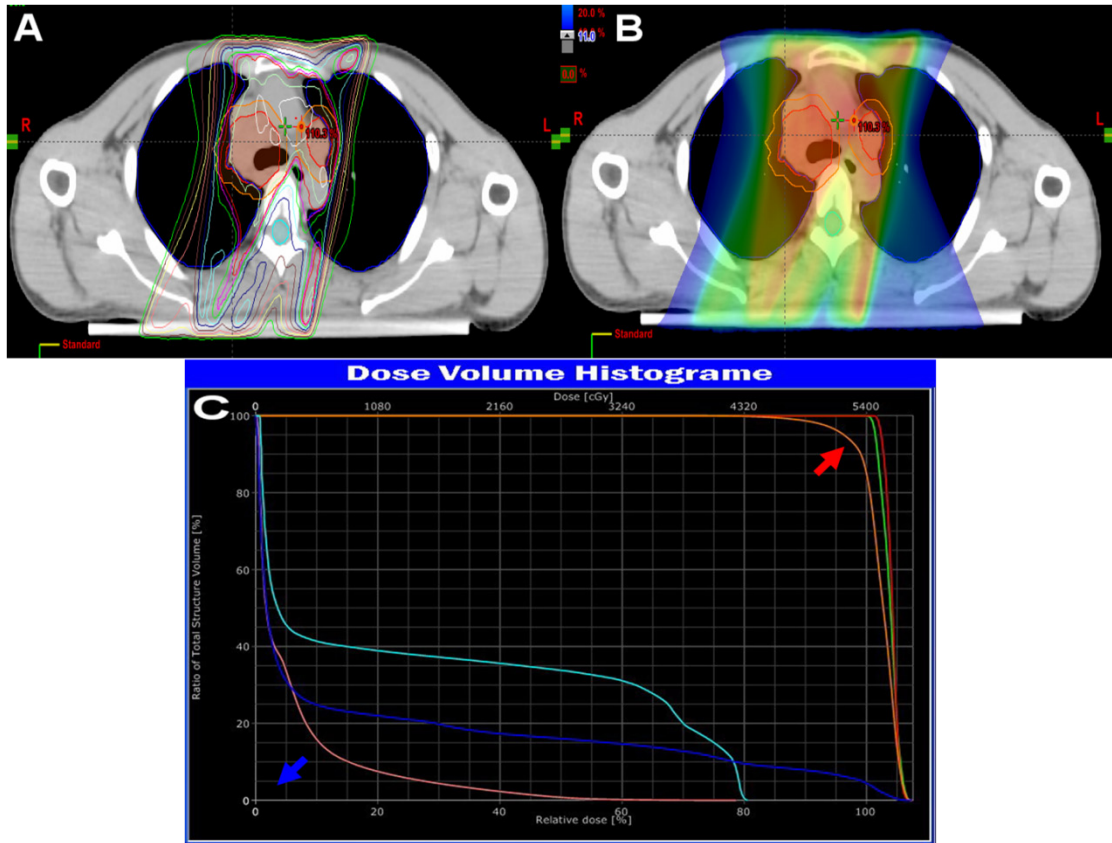 A
R
L
110.3 %
Standard
20.0 %
11.0
0.0 %
B
R
L
110.3 %
Standard
Dose Volume Histograme
C
Dose [cGy]
0 1080 2160 3240 4320 5400
Ratio of Total Structure Volume [%]
100
80
60
40
20
0
0 20 40 60 80 100
Relative dose [%]